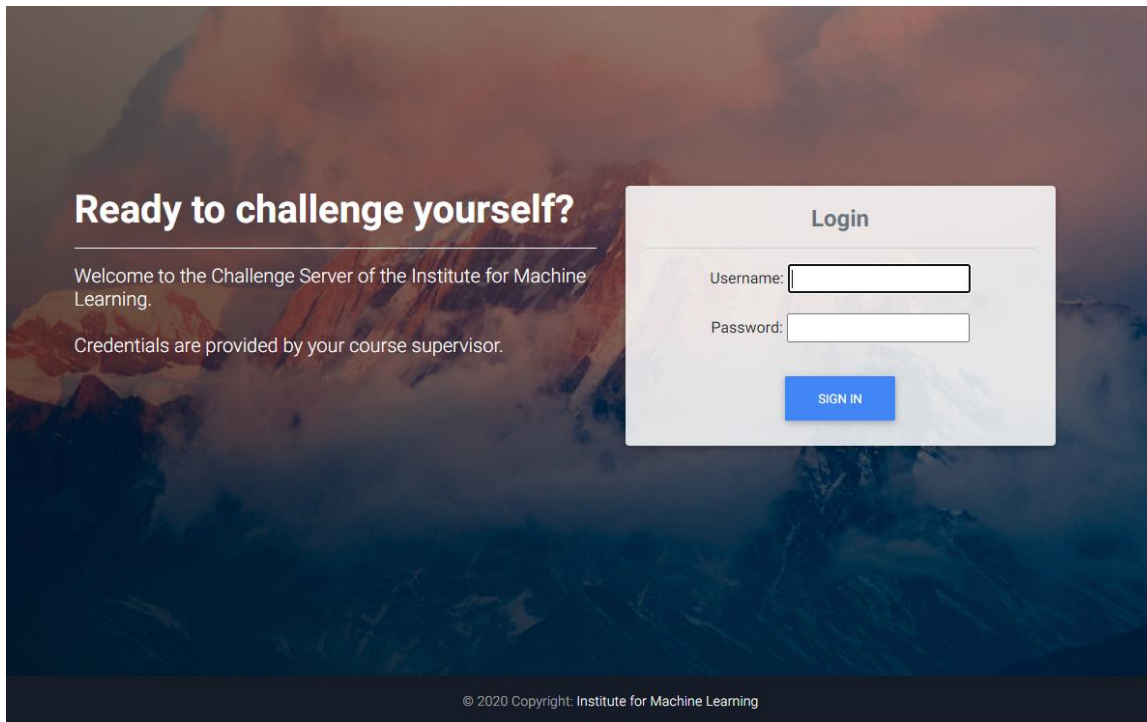 Ready to challenge yourself?
Welcome to the Challenge Server of the Institute for Machine
Learning.
Credentials are provided by your course supervisor.
Login
Username:
Password:
SIGN IN
© 2020 Copyright: Institute for Machine Learning